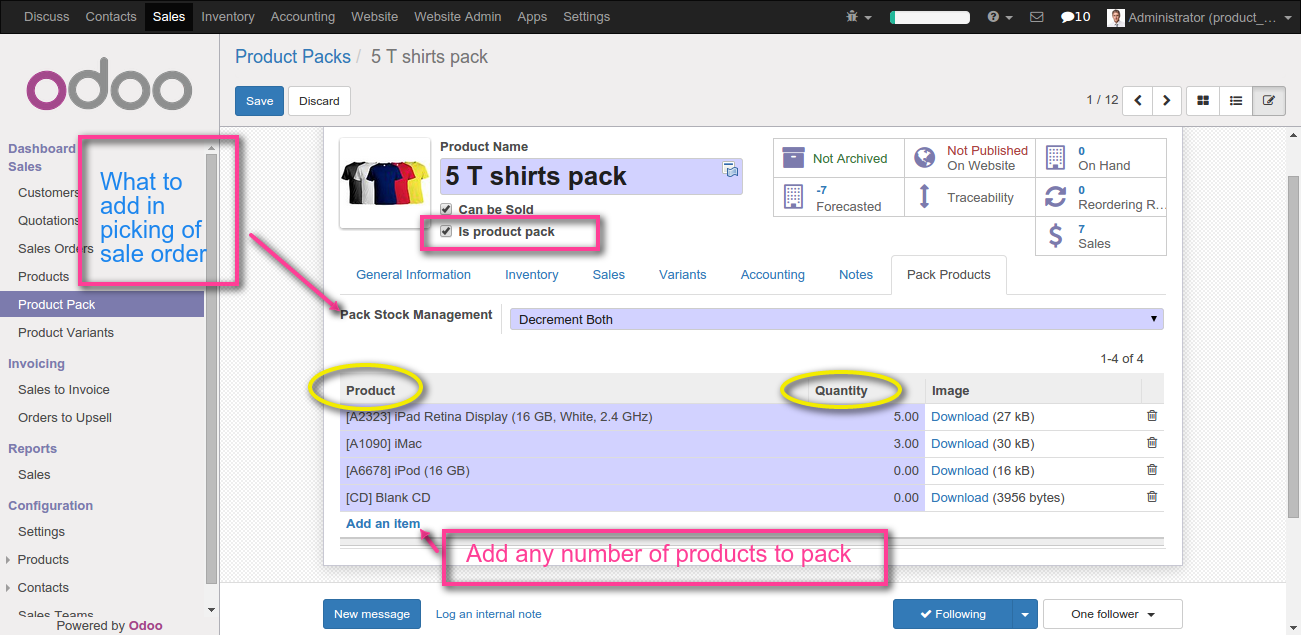 Discuss Contacts Sales Inventory Accounting Website Website Admin Apps Settings 10 Administrator (product_...
odoo
Dashboard
Sales
Customers
Quotations
Sales Orders
Products
Product Pack
Product Variants
Invoicing
Sales to Invoice
Orders to Upsell
Reports
Sales
Configuration
Settings
Products
Contacts
Sales Teams
Powered by Odoo
What to
add in
picking of
sale order
Product Packs / 5 T shirts pack
Save Discard 1 / 12
Product Name
5 T shirts pack
Can be Sold
Is product pack
Not Archived
Not Published
On Website
0
On Hand
-7
Forecasted
Traceability
0
Reordering R...
7
Sales
General Information Inventory Sales Variants Accounting Notes Pack Products
Pack Stock Management Decrement Both
1-4 of 4
Product Quantity Image
[A2323] iPad Retina Display (16 GB, White, 2.4 GHz) 5.00 Download (27 kB)
[A1090] iMac 3.00 Download (30 kB)
[A6678] iPod (16 GB) 0.00 Download (16 kB)
[CD] Blank CD 0.00 Download (3956 bytes)
Add an item
Add any number of products to pack
New message Log an internal note Following One follower